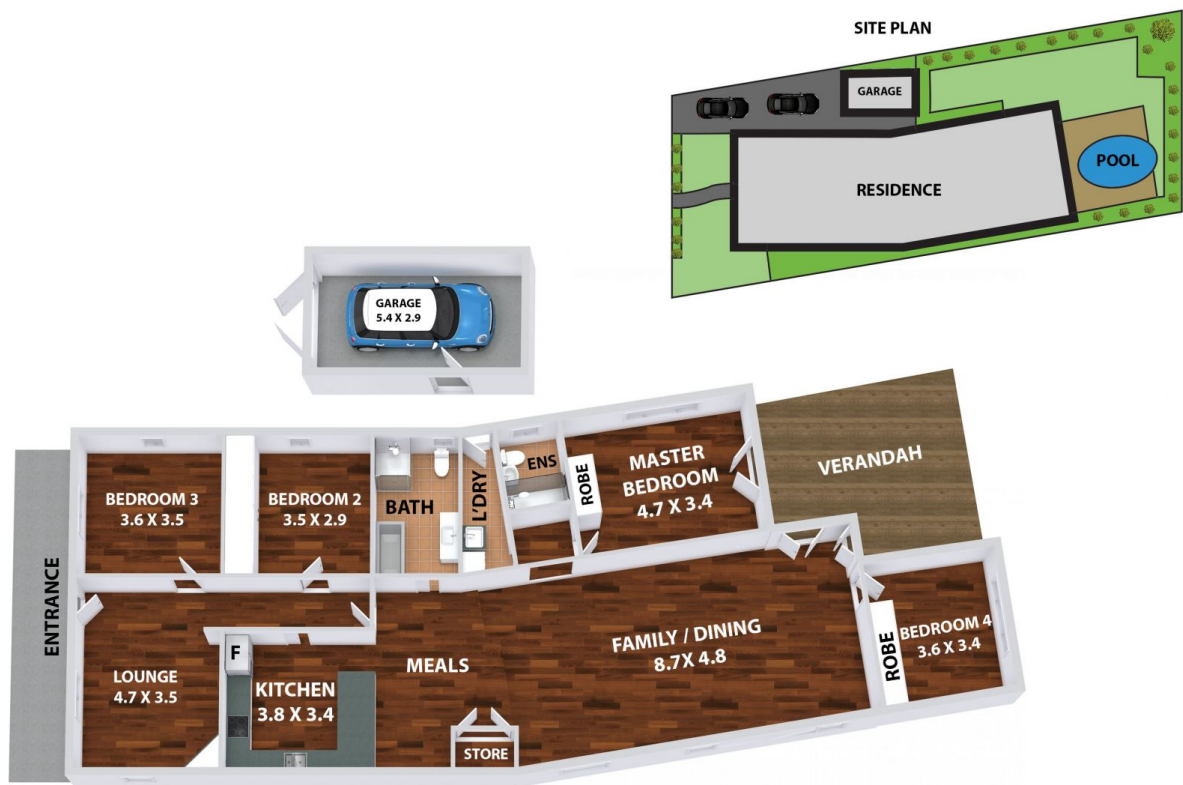 SITE PLAN
GARAGE
RESIDENCE
POOL
GARAGE
5.4 X 2.9
ENTRANCE
BEDROOM 3
3.6 X 3.5
BEDROOM 2
3.5 X 2.9
BATH
L'DRY
ENS
ROBE
MASTER
BEDROOM
4.7 X 3.4
VERANDAH
LOUNGE
4.7 X 3.5
F
KITCHEN
3.8 X 3.4
MEALS
STORE
FAMILY / DINING
8.7X 4.8
ROBE
BEDROOM 4
3.6 X 3.4